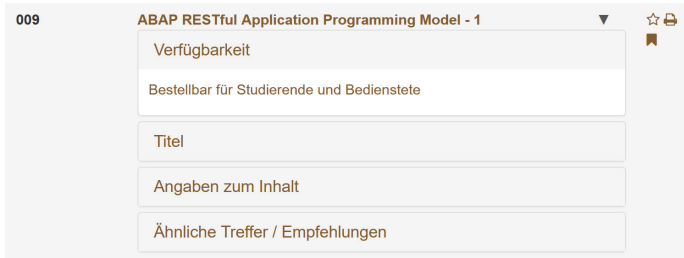 009 ABAP RESTful Application Programming Model - 1
Verfügbarkeit
Bestellbar für Studierende und Bedienstete
Titel
Angaben zum Inhalt
Ähnliche Treffer / Empfehlungen